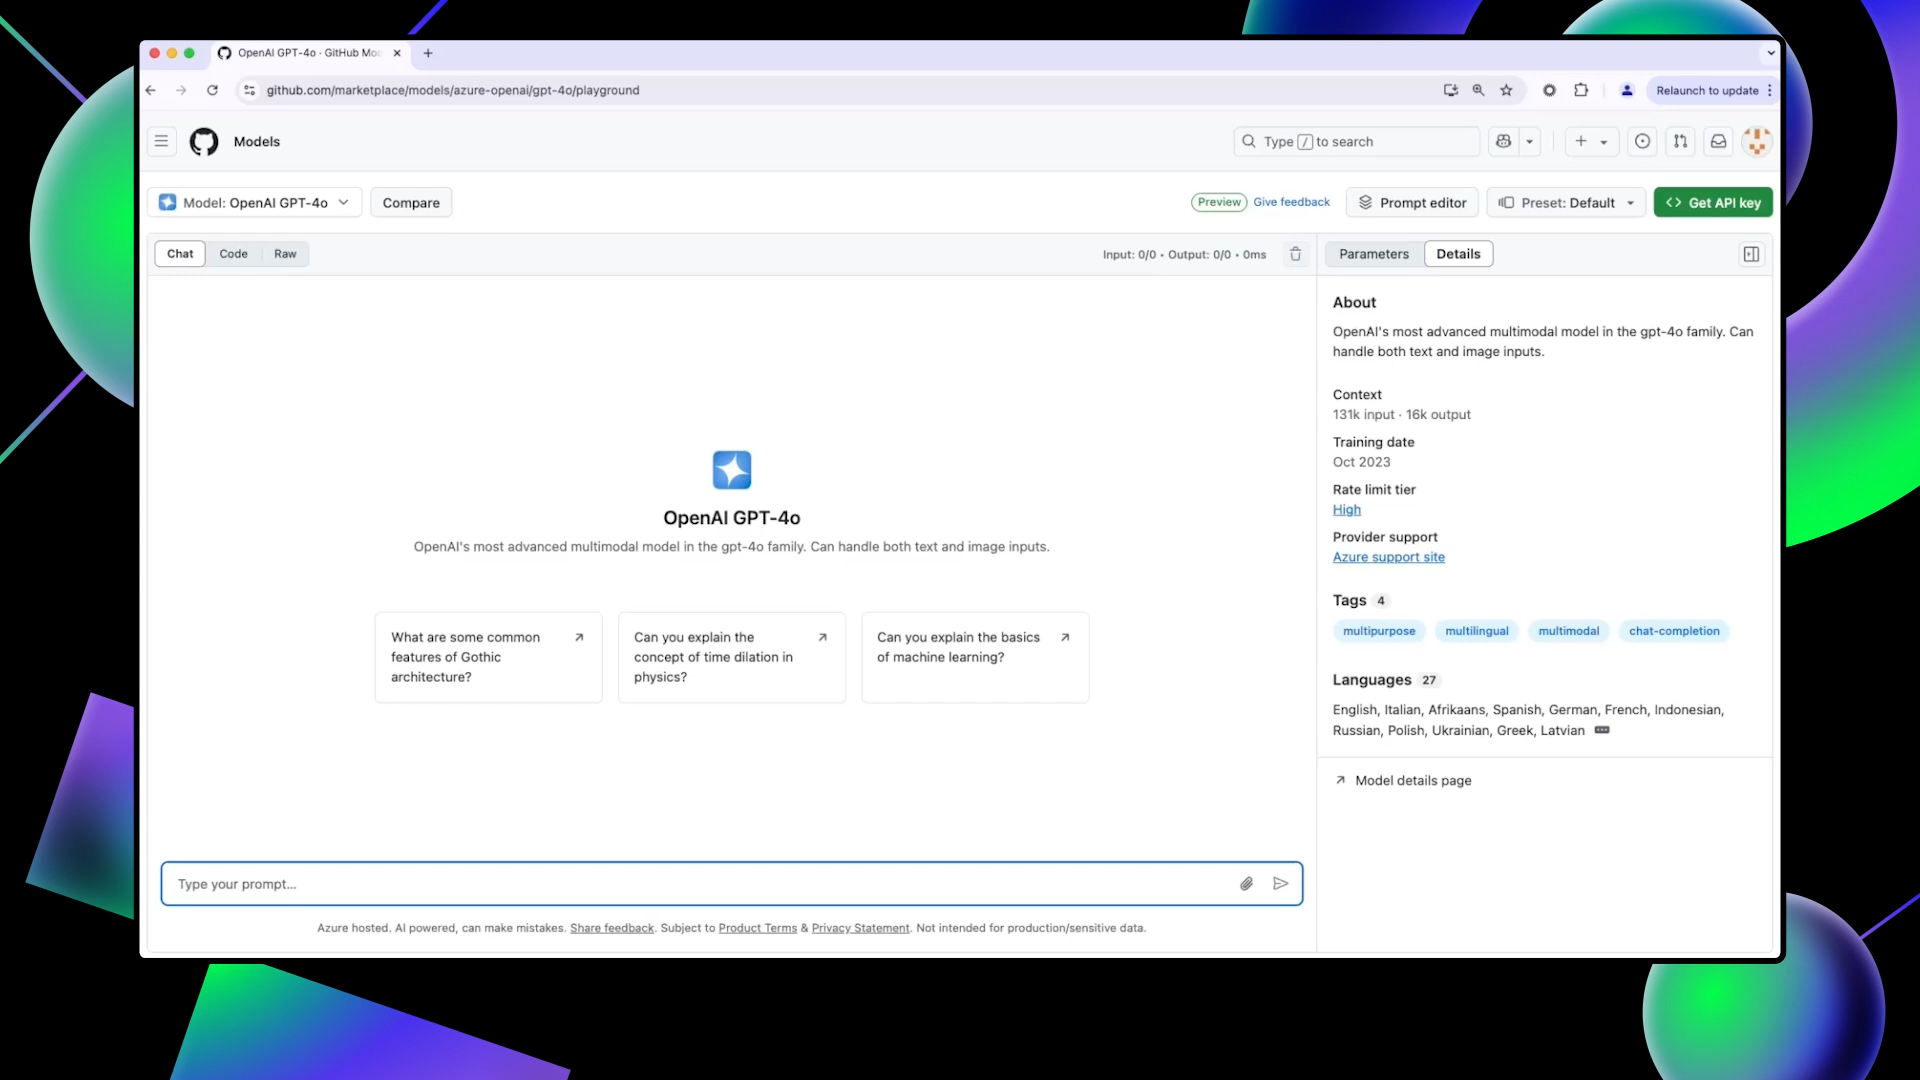 OpenAI GPT-4o · GitHub Moc
github.com/marketplace/models/azure-openai/gpt-4o/playground
Relaunch to update
Models
Type / to search
Model: OpenAI GPT-4o
Compare
Preview
Give feedback
Prompt editor
Preset: Default
Get API key
Chat
Code
Raw
Input: 0/0 • Output: 0/0 • 0ms
Parameters
Details
OpenAI GPT-4o
OpenAI's most advanced multimodal model in the gpt-4o family. Can handle both text and image inputs.
What are some common
features of Gothic
architecture?
Can you explain the
concept of time dilation in
physics?
Can you explain the basics
of machine learning?
Type your prompt...
Azure hosted. AI powered, can make mistakes. Share feedback. Subject to Product Terms & Privacy Statement. Not intended for production/sensitive data.
About
OpenAI's most advanced multimodal model in the gpt-4o family. Can
handle both text and image inputs.
Context
131k input · 16k output
Training date
Oct 2023
Rate limit tier
High
Provider support
Azure support site
Tags 4
multipurpose
multilingual
multimodal
chat-completion
Languages 27
English, Italian, Afrikaans, Spanish, German, French, Indonesian,
Russian, Polish, Ukrainian, Greek, Latvian
Model details page